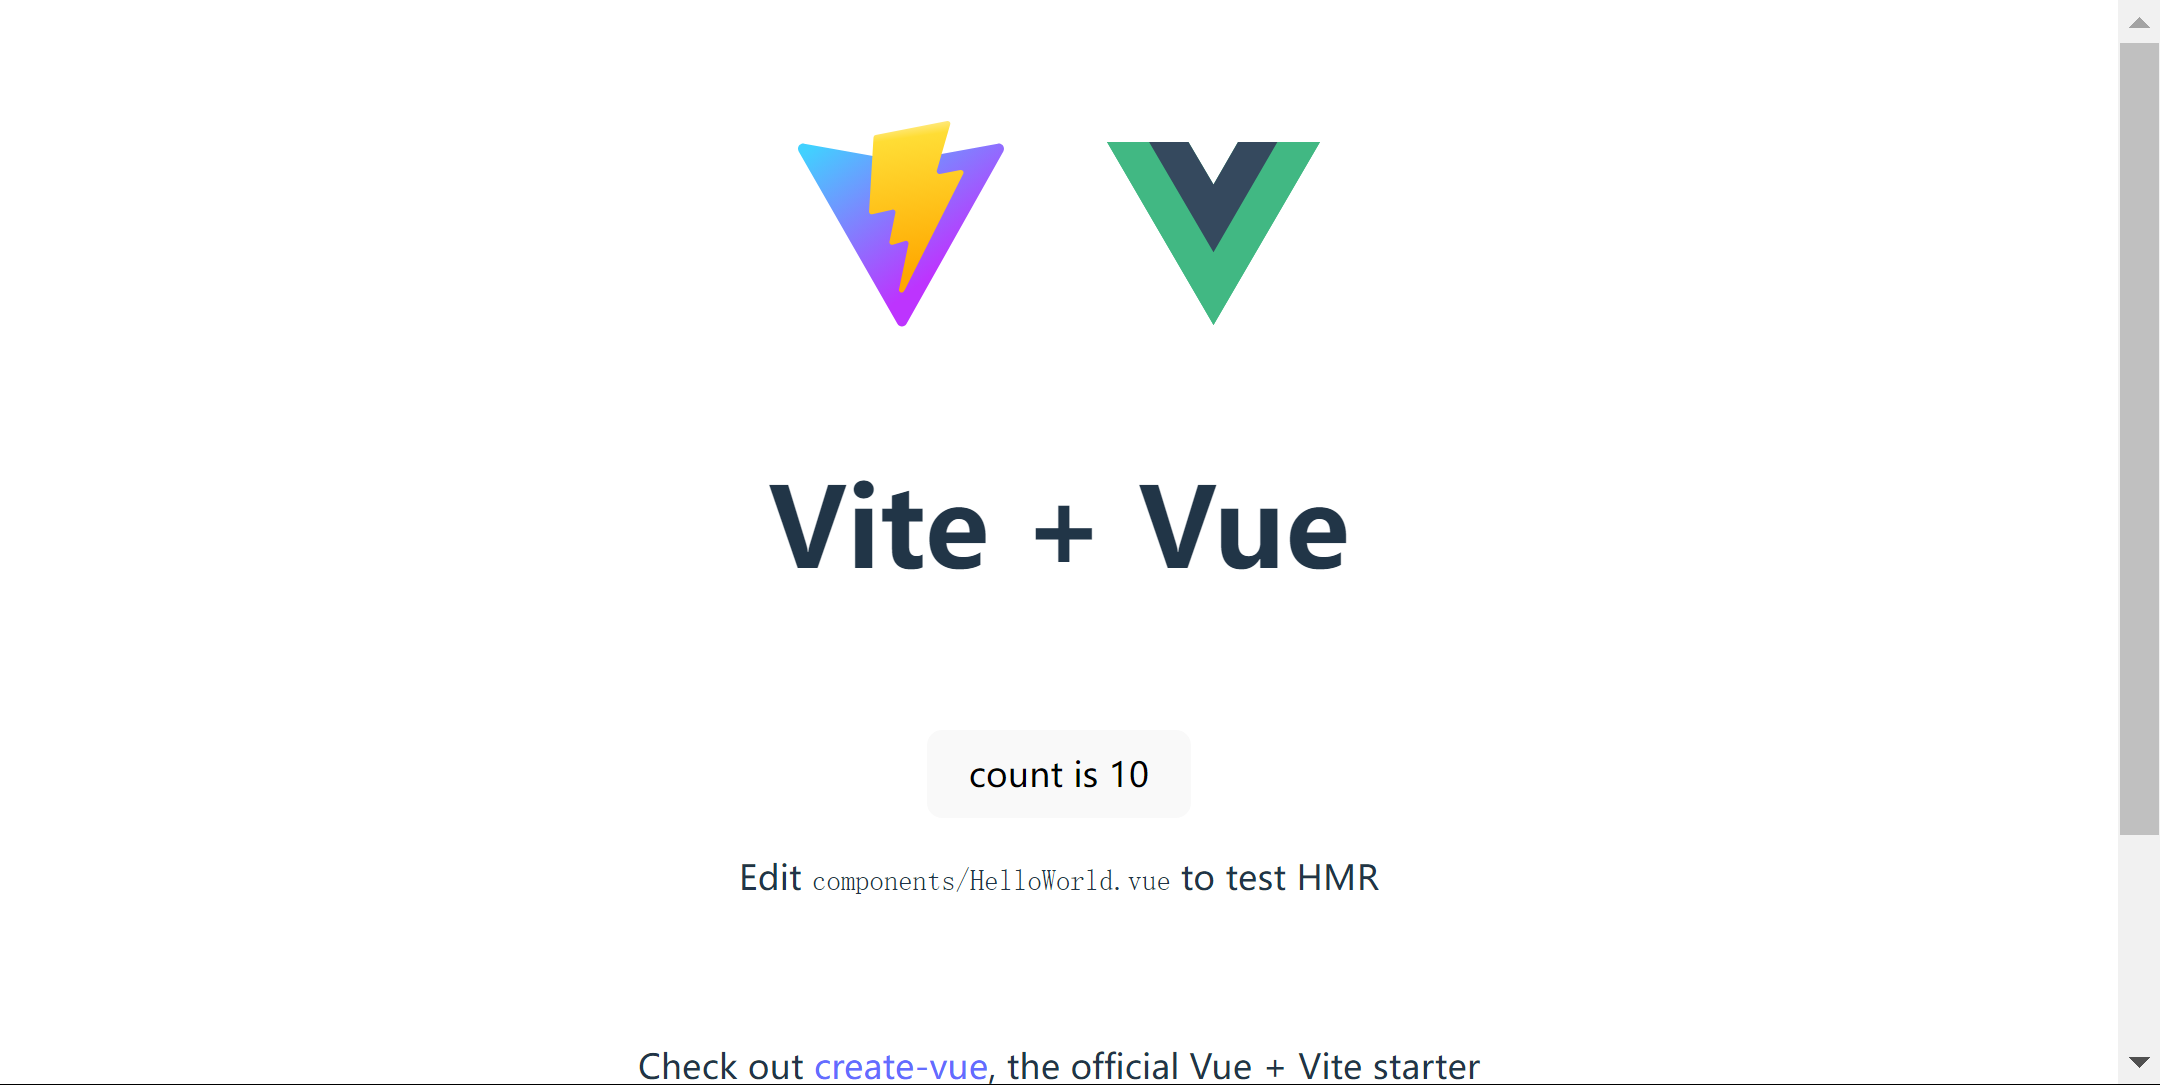 Vite + Vue
count is 10
Edit components/HelloWorld.vue to test HMR
Check out create-vue, the official Vue + Vite starter